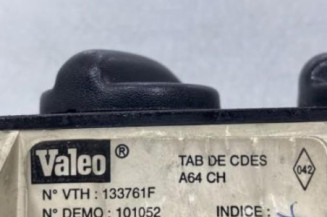 Valeo ® TAB DE CDES
A64 CH
042
N° VTH : 133761F
N° DEMO : 101052 INDICE :